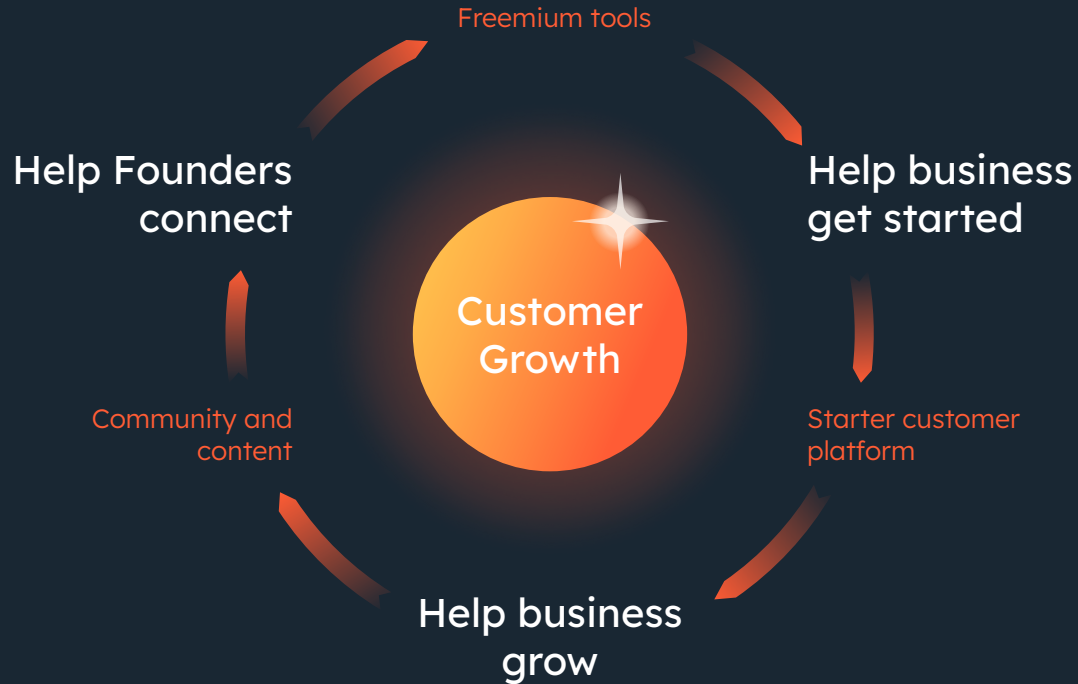 Freemium tools
Help Founders
connect
Help business
get started
Customer
Growth
Community and
content
Starter customer
platform
Help business
grow